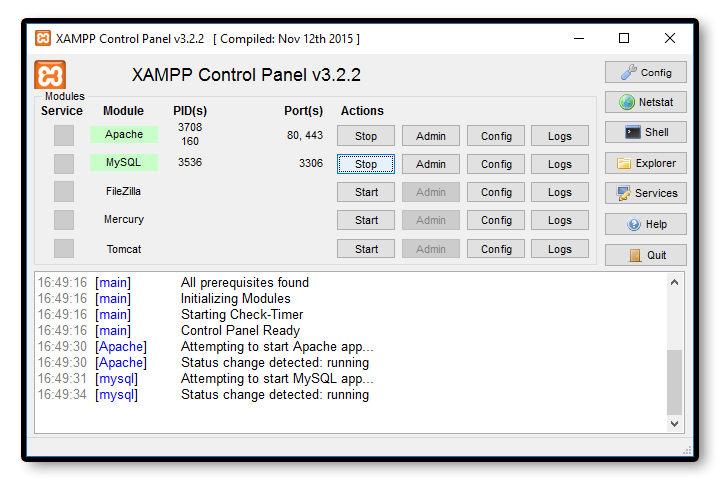 XAMPP Control Panel v3.2.2 [ Compiled: Nov 12th 2015 ]
XAMPP Control Panel v3.2.2
Config
Modules
Service Module PID(s) Port(s) Actions
Netstat
Apache 3708 160 80, 443 Stop Admin Config Logs
Shell
MySQL 3536 3306 Stop Admin Config Logs
Explorer
FileZilla Start Admin Config Logs
Services
Mercury Start Admin Config Logs
Help
Tomcat Start Admin Config Logs
Quit
16:49:16 [main] All prerequisites found
16:49:16 [main] Initializing Modules
16:49:16 [main] Starting Check-Timer
16:49:16 [main] Control Panel Ready
16:49:30 [Apache] Attempting to start Apache app...
16:49:30 [Apache] Status change detected: running
16:49:31 [mysql] Attempting to start MySQL app...
16:49:34 [mysql] Status change detected: running